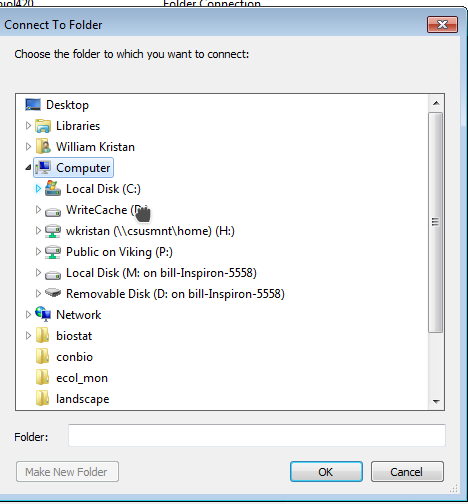 Folder Connection
Connect To Folder
Choose the folder to which you want to connect:
Desktop
Libraries
William Kristan
Computer
Local Disk (C:)
WriteCache
wkristan (\\csusmnt\home) (H:)
Public on Viking (P:)
Local Disk (M: on bill-Inspiron-5558)
Removable Disk (D: on bill-Inspiron-5558)
Network
biostat
conbio
ecol_mon
landscape
Folder:
Make New Folder
OK
Cancel